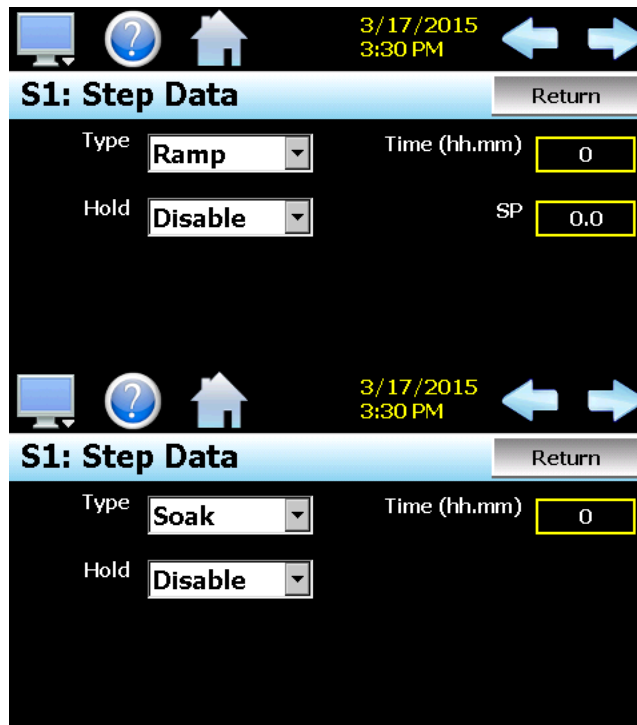 ?
3/17/2015
3:30 PM
S1: Step Data
Return
Type
Ramp
Time (hh.mm)
0
Hold
Disable
SP
0.0
?
3/17/2015
3:30 PM
S1: Step Data
Return
Type
Soak
Time (hh.mm)
0
Hold
Disable